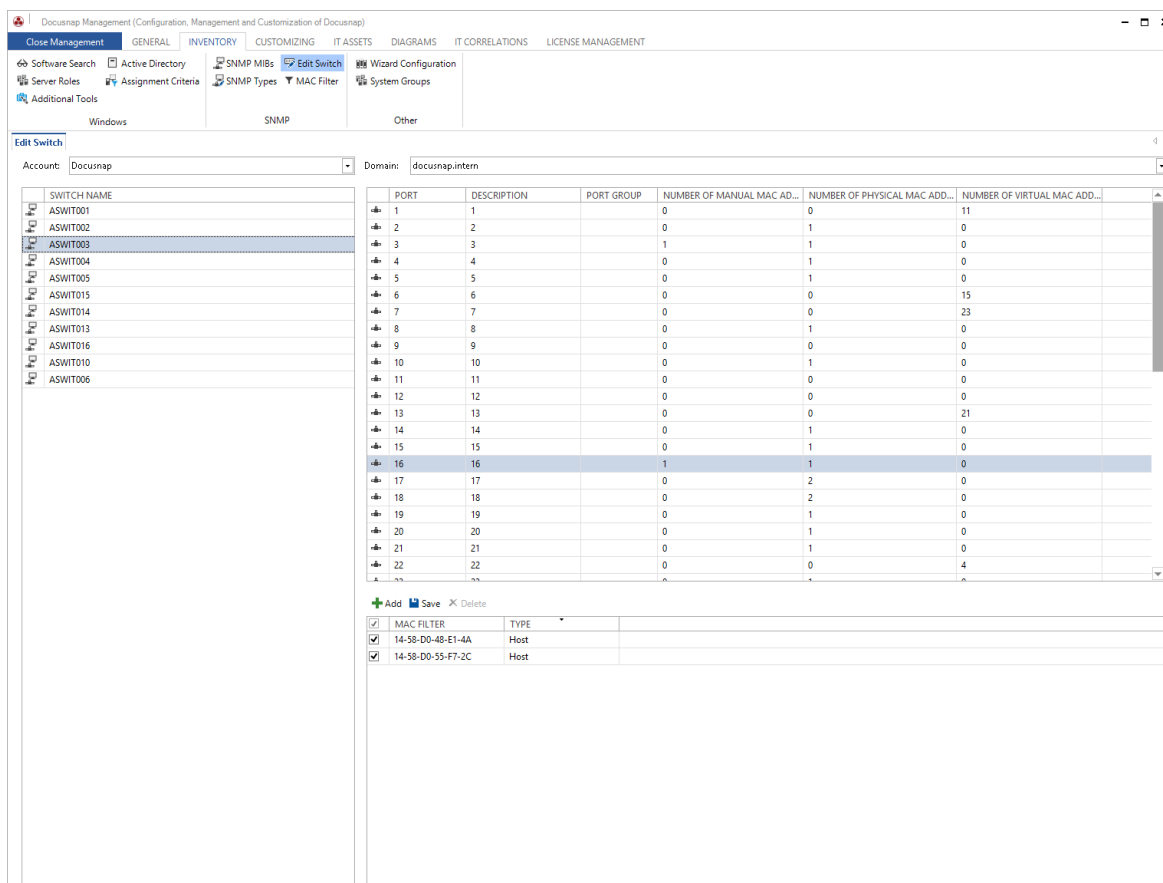 Docusnap Management (Configuration, Management and Customization of Docusnap)
Close Management GENERAL INVENTORY CUSTOMIZING IT ASSETS DIAGRAMS IT CORRELATIONS LICENSE MANAGEMENT
Software Search Active Directory SNMP MIBs Edit Switch Wizard Configuration
Server Roles Assignment Criteria SNMP Types MAC Filter System Groups
Additional Tools
Windows SNMP Other
Edit Switch
Account: Docusnap Domain: docusnap.intern
SWITCH NAME
ASWIT001
ASWIT002
ASWIT003
ASWIT004
ASWIT005
ASWIT015
ASWIT014
ASWIT013
ASWIT016
ASWIT010
ASWIT006
PORT DESCRIPTION PORT GROUP NUMBER OF MANUAL MAC AD... NUMBER OF PHYSICAL MAC ADD... NUMBER OF VIRTUAL MAC ADD...
1 1 0 0 11
2 2 0 1 0
3 3 1 1 0
4 4 0 1 0
5 5 0 1 0
6 6 0 0 15
7 7 0 0 23
8 8 0 1 0
9 9 0 0 0
10 10 0 1 0
11 11 0 0 0
12 12 0 0 0
13 13 0 0 21
14 14 0 1 0
15 15 0 1 0
16 16 1 1 0
17 17 0 2 0
18 18 0 2 0
19 19 0 1 0
20 20 0 1 0
21 21 0 1 0
22 22 0 0 4
Add Save Delete
MAC FILTER TYPE
14-58-D0-48-E1-4A Host
14-58-D0-55-F7-2C Host